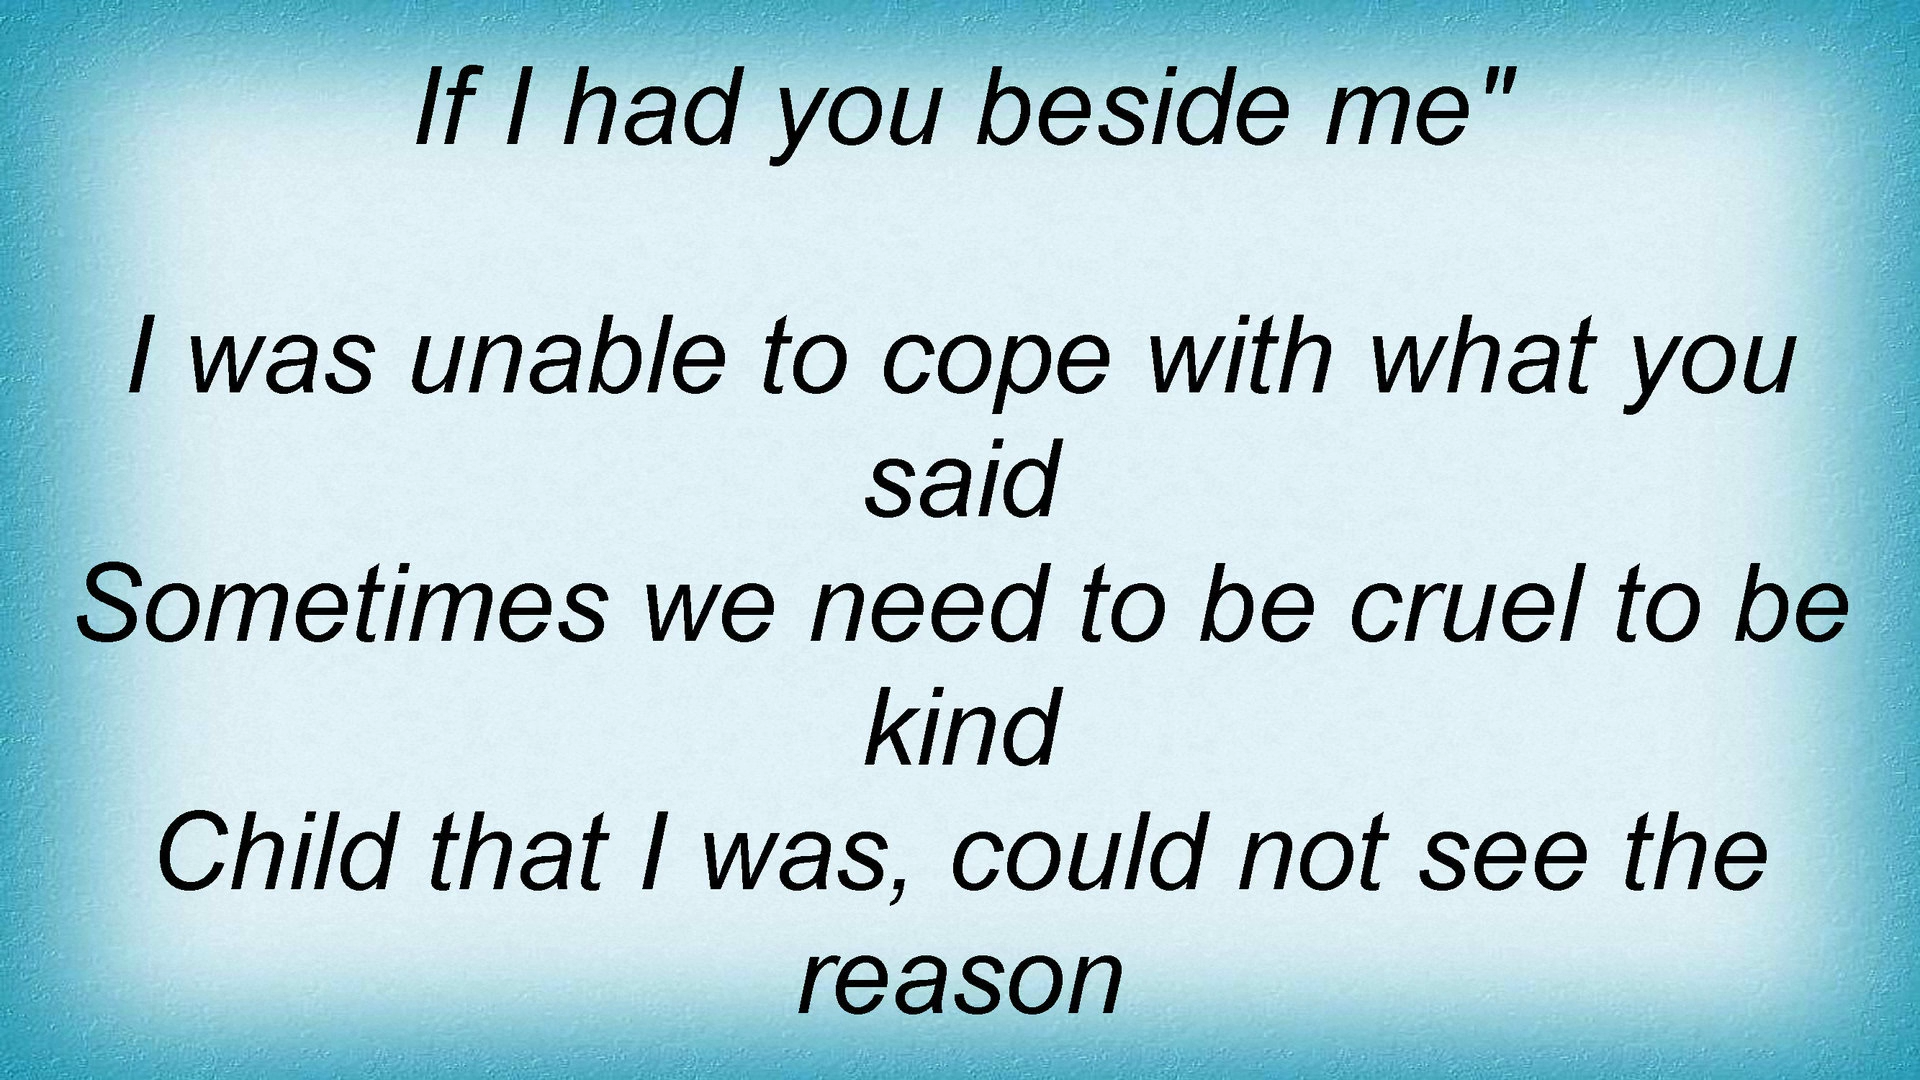 If I had you beside me"
I was unable to cope with what you
said
Sometimes we need to be cruel to be
kind
Child that I was, could not see the
reason